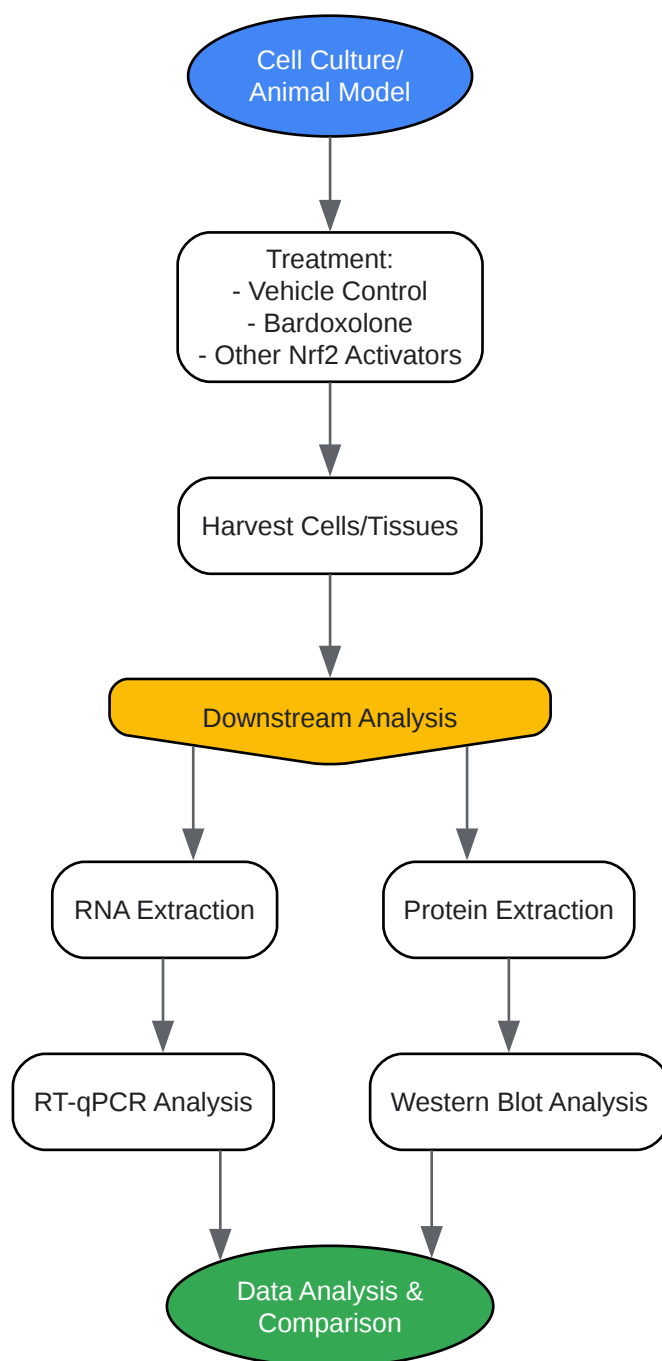 Cell Culture/
Animal Model
Treatment:
- Vehicle Control
- Bardoxolone
- Other Nrf2 Activators
Harvest Cells/Tissues
Downstream Analysis
RNA Extraction
Protein Extraction
RT-qPCR Analysis
Western Blot Analysis
Data Analysis &
Comparison